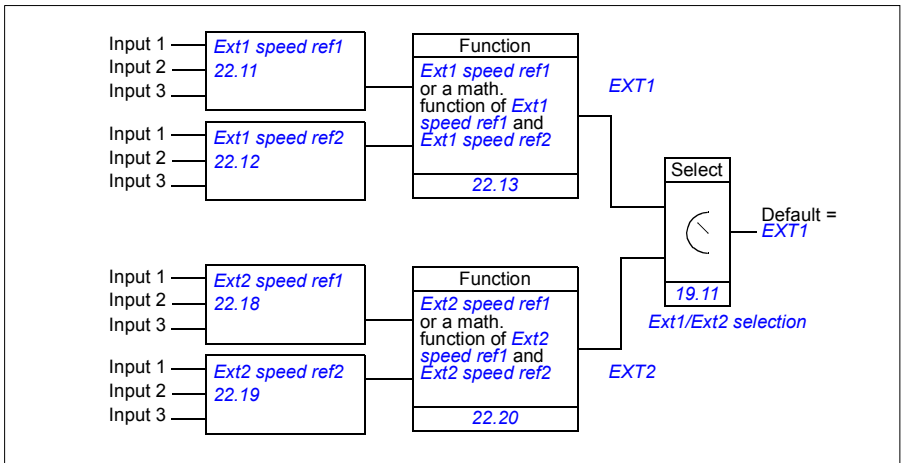 Input 1
Input 2
Input 3
Ext1 speed ref1
22.11
Input 1
Input 2
Input 3
Ext1 speed ref2
22.12
Function
Ext1 speed ref1
or a math.
function of Ext1
speed ref1 and
Ext1 speed ref2
22.13
EXT1
Select
Default =
EXT1
19.11
Ext1/Ext2 selection
Input 1
Input 2
Input 3
Ext2 speed ref1
22.18
Input 1
Input 2
Input 3
Ext2 speed ref2
22.19
Function
Ext2 speed ref1
or a math.
function of Ext2
speed ref1 and
Ext2 speed ref2
22.20
EXT2